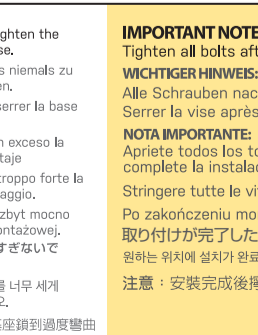 ghten the
se.
s niemals zu
en.
serrer la base
n exceso la
taje
troppo forte la
aggio.
zbyt mocno
ontażowej.
すぎないで
를 너무 세게
오.
座鎖到過度彎曲
IMPORTANT NOTE
Tighten all bolts aft
WICHTIGER HINWEIS:
Alle Schrauben nac
Serrer la vise après
NOTA IMPORTANTE:
Apriete todos los to
complete la instalac
Stringere tutte le vi
Po zakończeniu mo
取り付けが完了した
원하는 위치에 설치가 완료
注意：安裝完成後